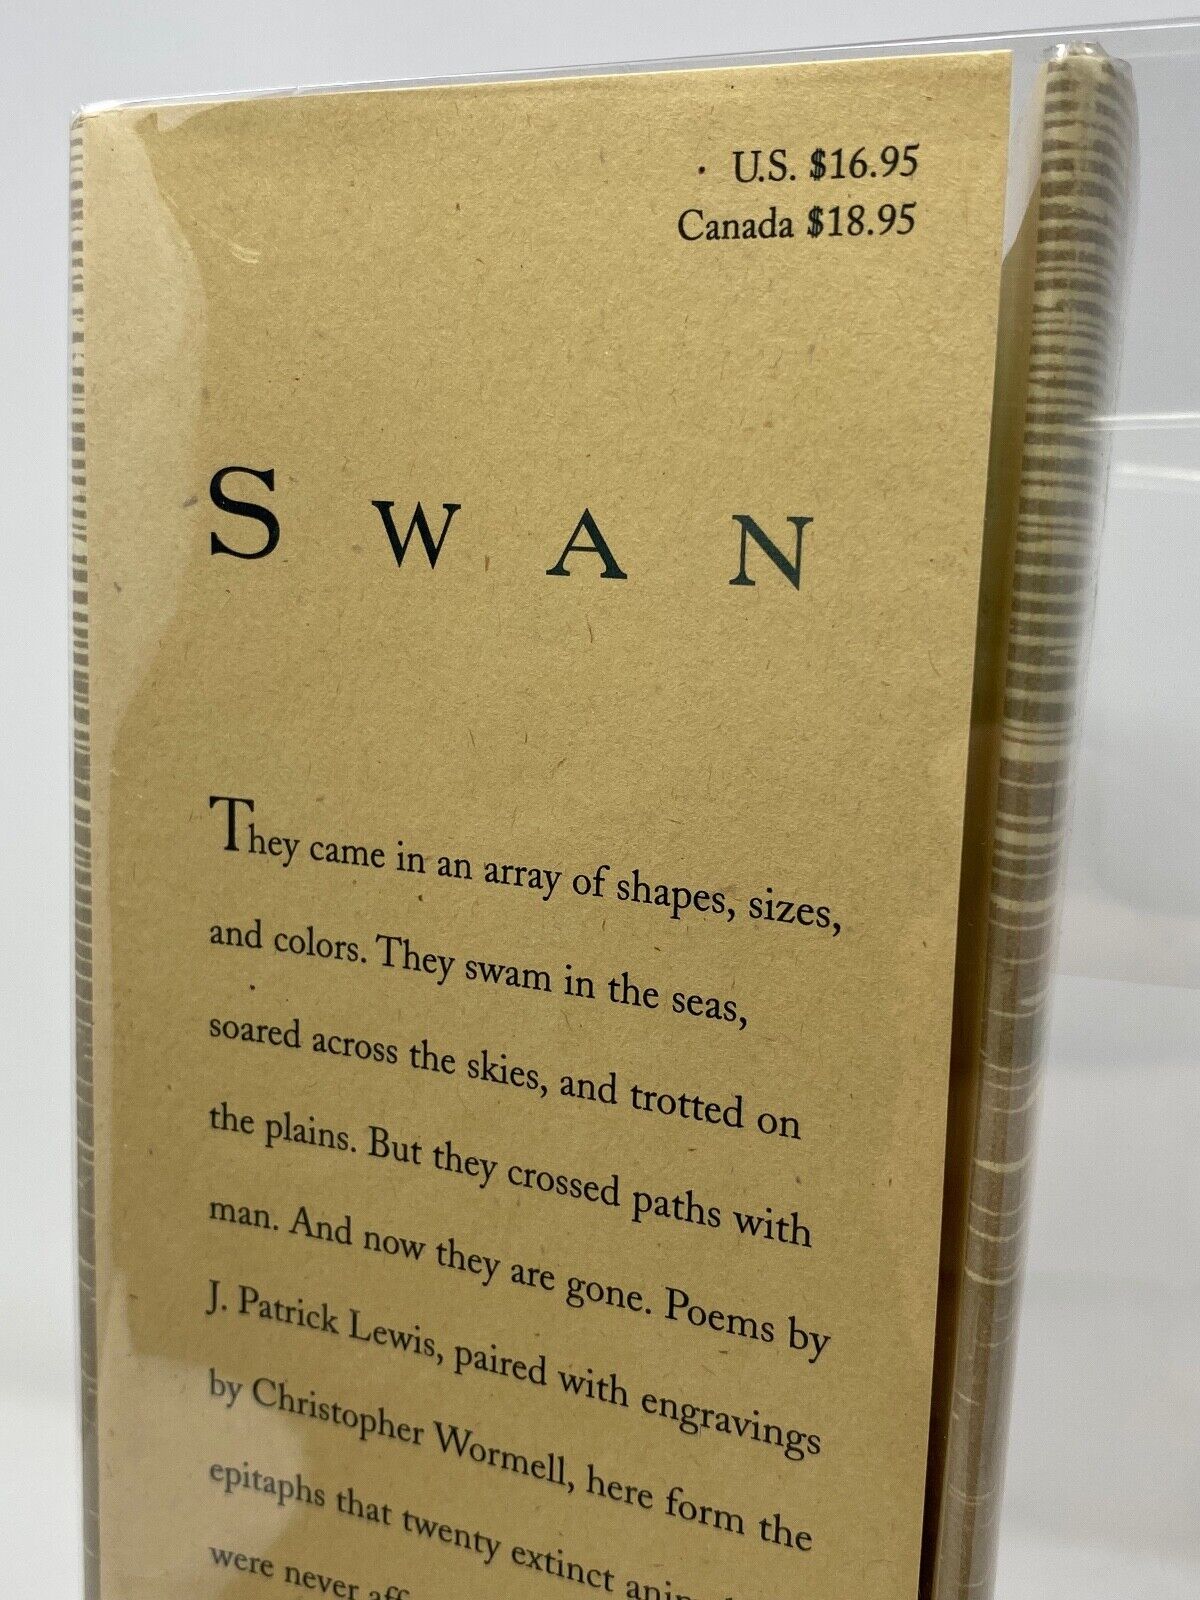 · U.S. $16.95
Canada $18.95
SWAN
They came in an array of shapes, sizes,
and colors. They swam in the seas,
soared across the skies, and trotted on
the plains. But they crossed paths with
man. And now they are gone. Poems by
J. Patrick Lewis, paired with engravings
by Christopher Wormell, here form the
epitaphs that twenty extinct
were never